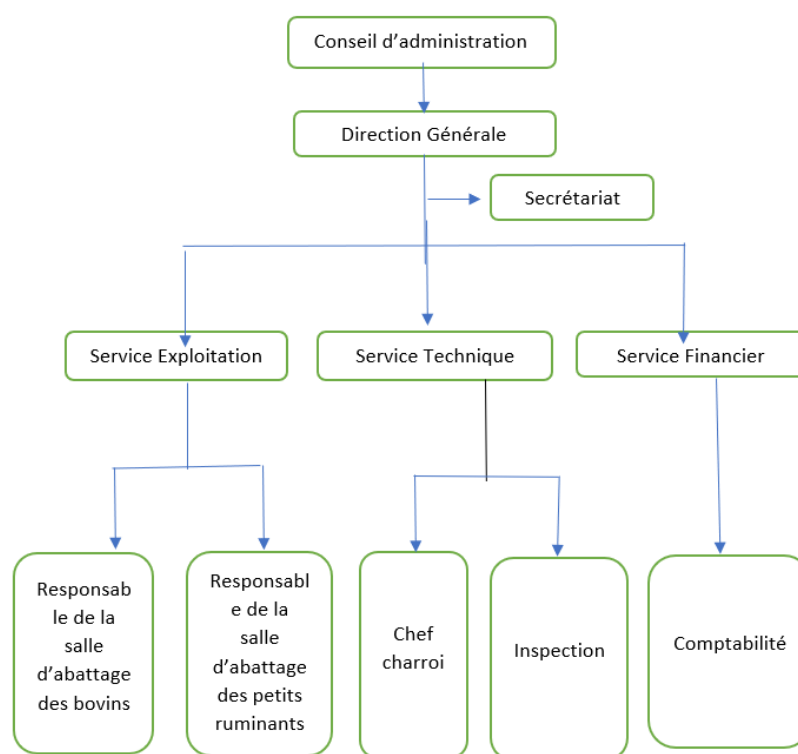 Conseil d’administration
Direction Générale
Secrétariat
Service Exploitation
Service Technique
Service Financier
Responsab
le de la
salle
d’abattage
des bovins
Responsabl
e de la
salle
d’abattage
des petits
ruminants
Chef
charroi
Inspection
Comptabilité